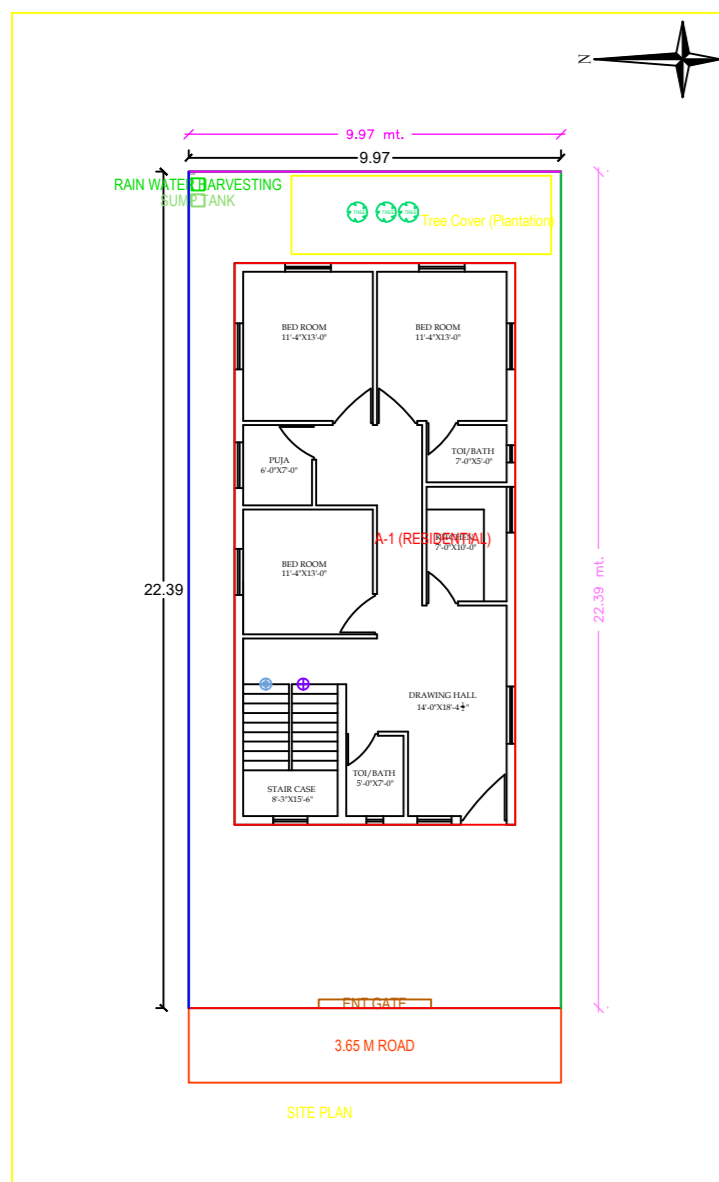 N
9.97 mt.
9.97
RAIN WATER HARVESTING
SUMP TANK
TREE TREE TREE
Tree Cover (Plantation)
BED ROOM
11'-4"X13'-0"
BED ROOM
11'-4"X13'-0"
PUJA
6'-0"X7'-0"
TOI/BATH
7'-0"X5'-0"
A-1 (RESIDENTIAL)
KITCHEN
7'-0"X10'-0"
BED ROOM
11'-4"X13'-0"
22.39
22.39 mt.
DRAWING HALL
14'-0"X18'-4½"
STAIR CASE
8'-3"X15'-6"
TOI/BATH
5'-0"X7'-0"
ENT GATE
3.65 M ROAD
SITE PLAN